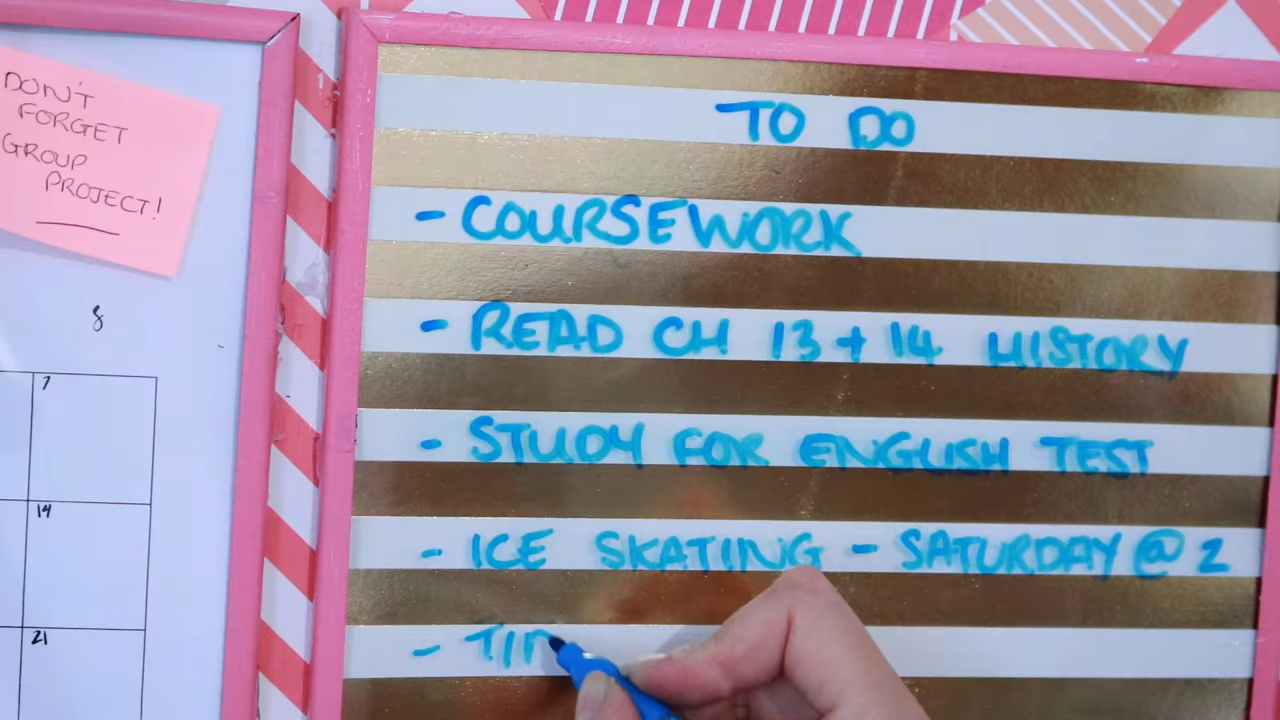 DON'T
FORGET
GROUP
PROJECT!
8
7
14
21
TO DO
- COURSEWORK
- READ CH 13 + 14 HISTORY
- STUDY FOR ENGLISH TEST
- ICE SKATING - SATURDAY @ 2
- TI